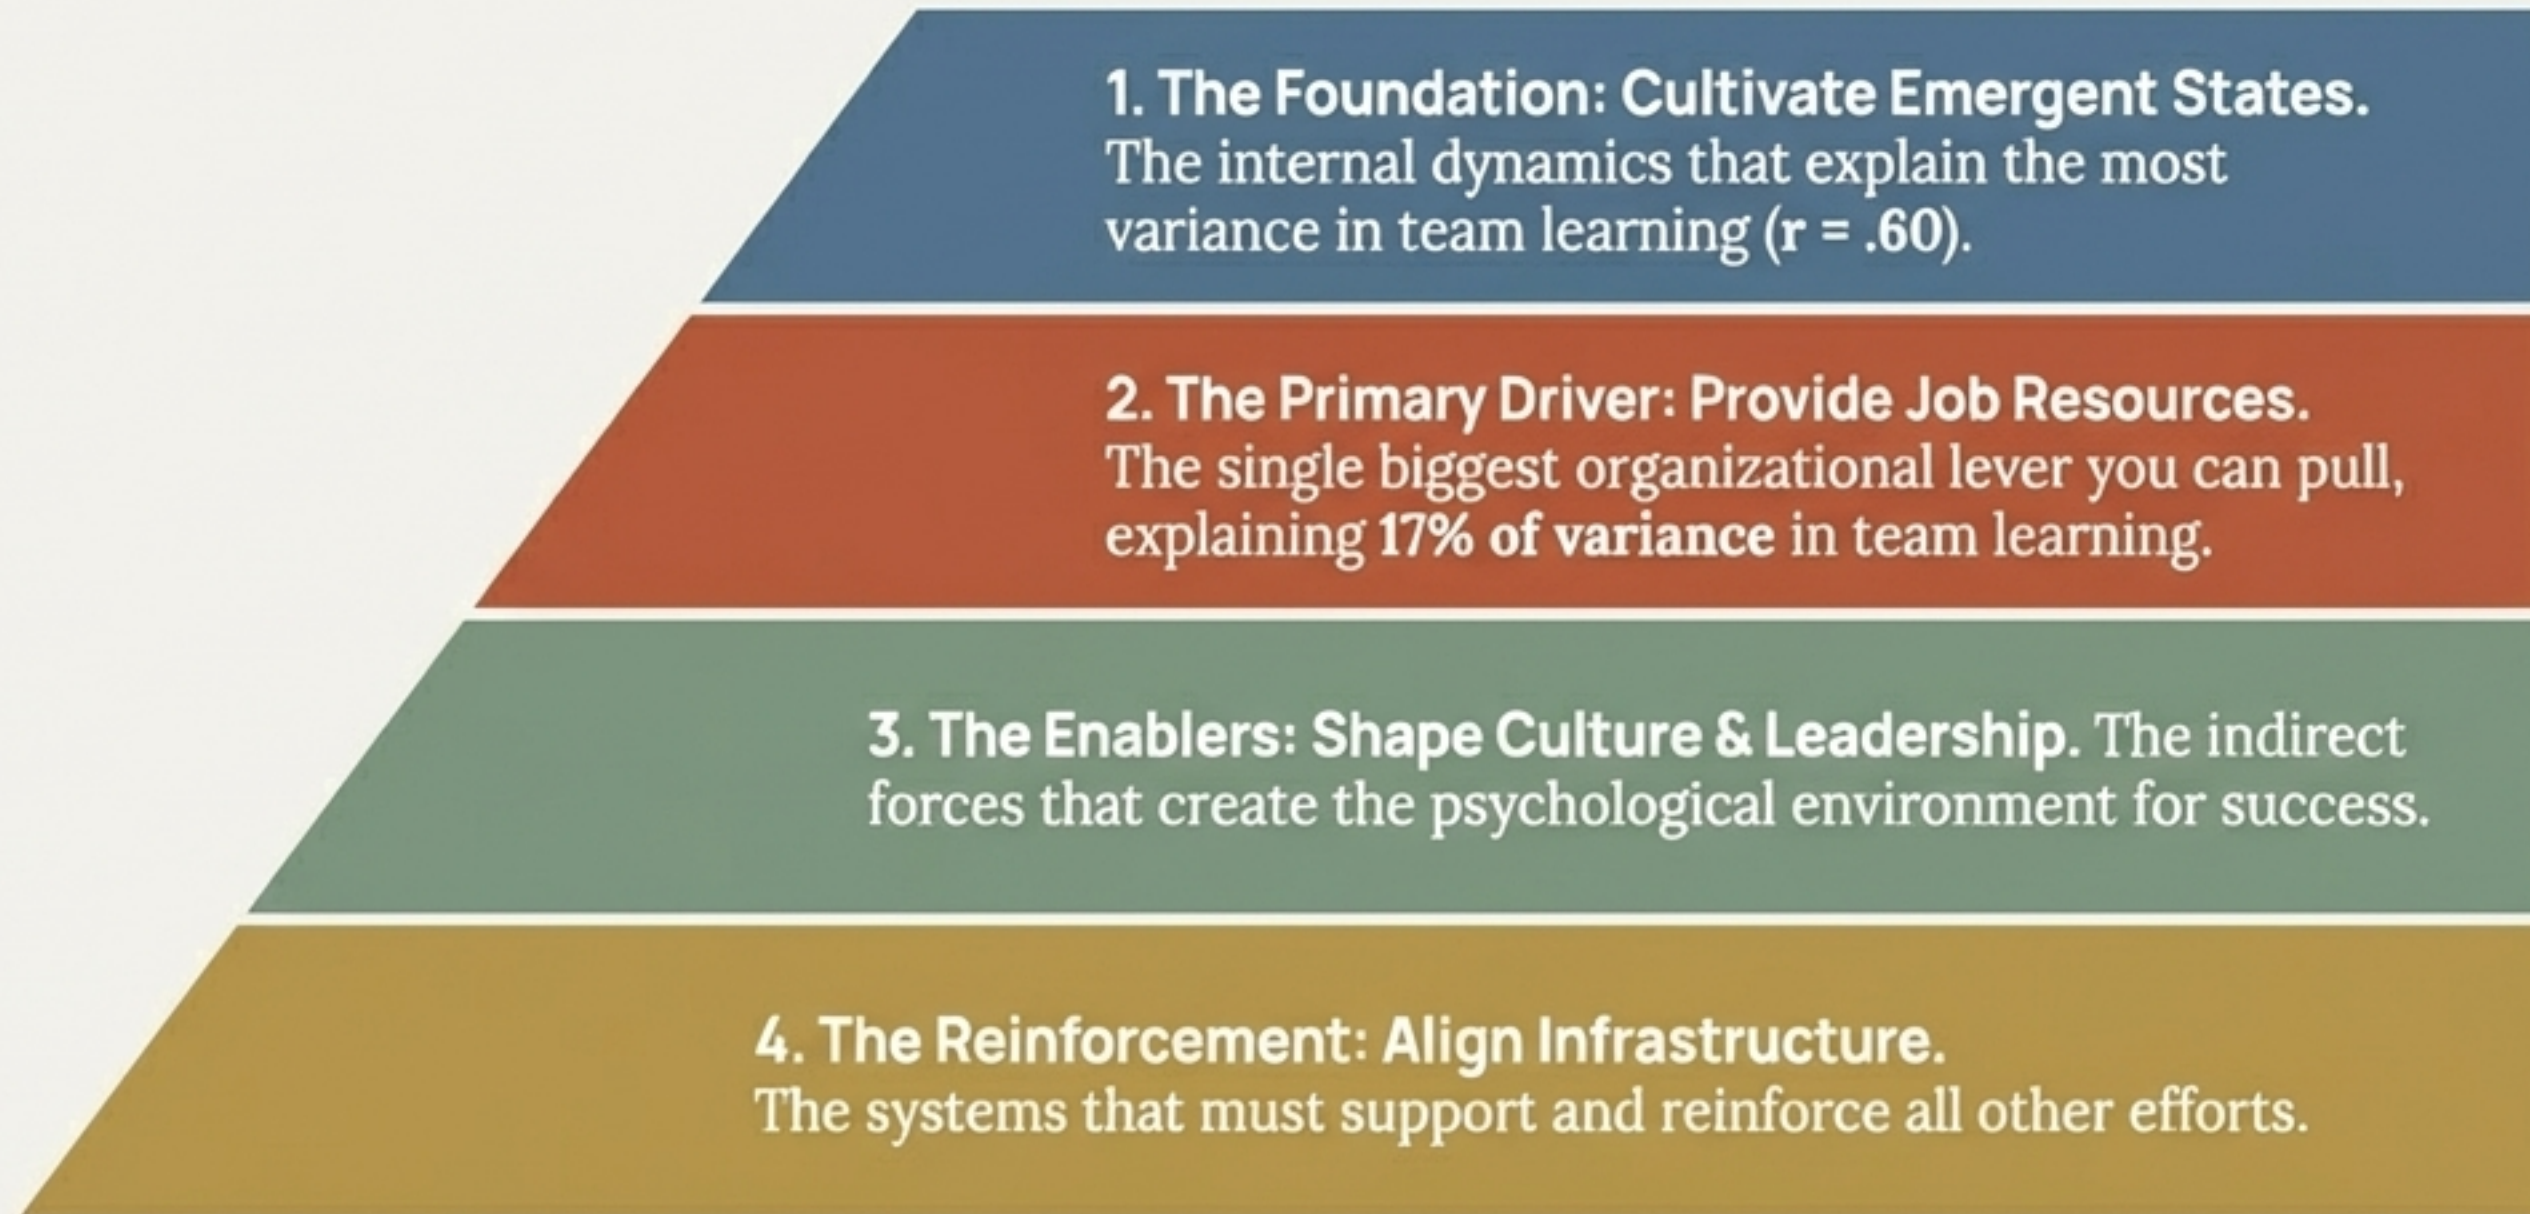 1. The Foundation: Cultivate Emergent States.
The internal dynamics that explain the most
variance in team learning (r = .60).
2. The Primary Driver: Provide Job Resources.
The single biggest organizational lever you can pull,
explaining 17% of variance in team learning.
3. The Enablers: Shape Culture & Leadership. The indirect
forces that create the psychological environment for success.
4. The Reinforcement: Align Infrastructure.
The systems that must support and reinforce all other efforts.